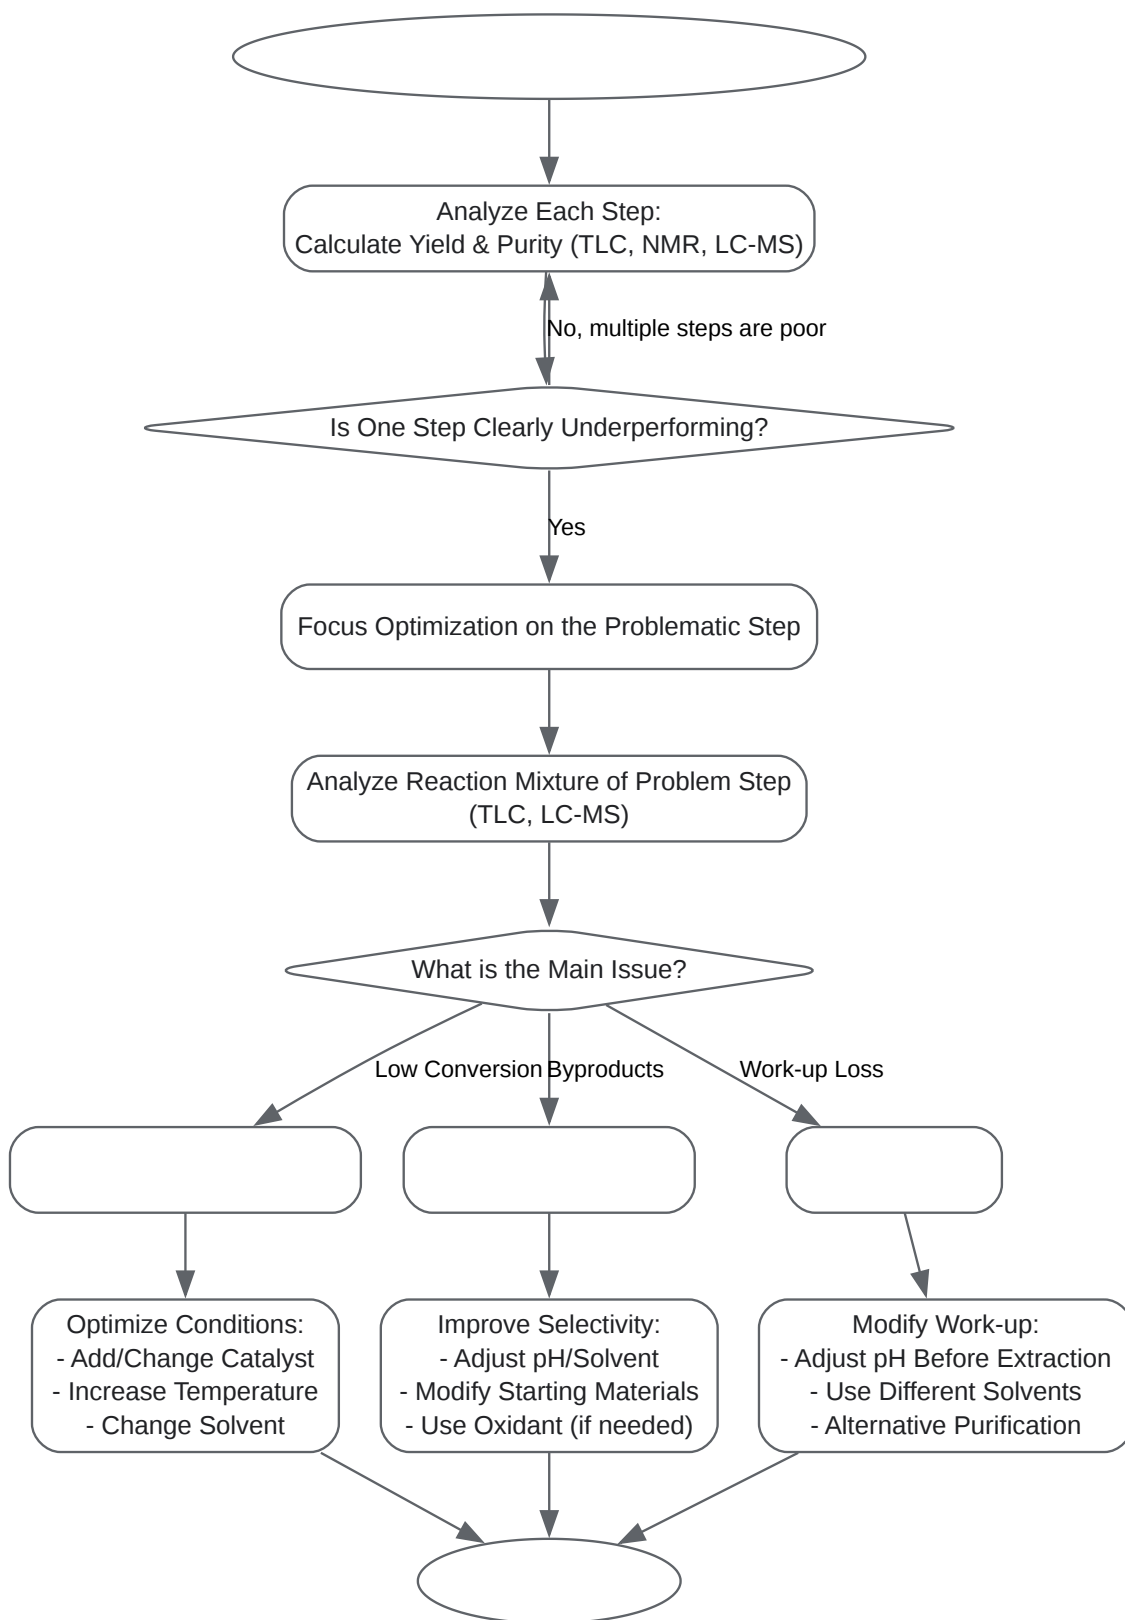 Analyze Each Step:
Calculate Yield & Purity (TLC, NMR, LC-MS)
No, multiple steps are poor
Is One Step Clearly Underperforming?
Yes
Focus Optimization on the Problematic Step
Analyze Reaction Mixture of Problem Step
(TLC, LC-MS)
What is the Main Issue?
Low Conversion
Byproducts
Work-up Loss
Optimize Conditions:
- Add/Change Catalyst
- Increase Temperature
- Change Solvent
Improve Selectivity:
- Adjust pH/Solvent
- Modify Starting Materials
- Use Oxidant (if needed)
Modify Work-up:
- Adjust pH Before Extraction
- Use Different Solvents
- Alternative Purification